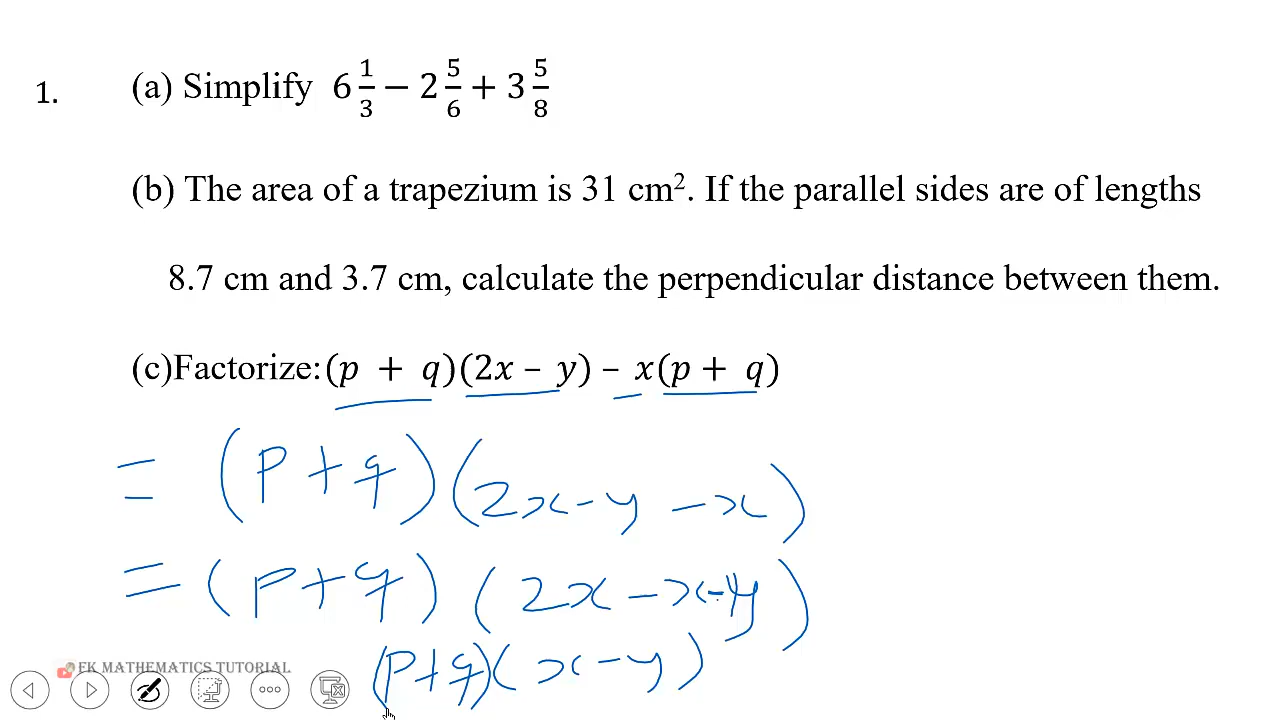 1. (a) Simplify 6 1/3 − 2 5/6 + 3 5/8
(b) The area of a trapezium is 31 cm². If the parallel sides are of lengths
8.7 cm and 3.7 cm, calculate the perpendicular distance between them.
(c)Factorize: (p + q)(2x – y) – x(p + q)
= (p + q)(2x - y - x)
= (p + q)(2x - x - y)
(p + q)(x - y)
FK MATHEMATICS TUTORIAL